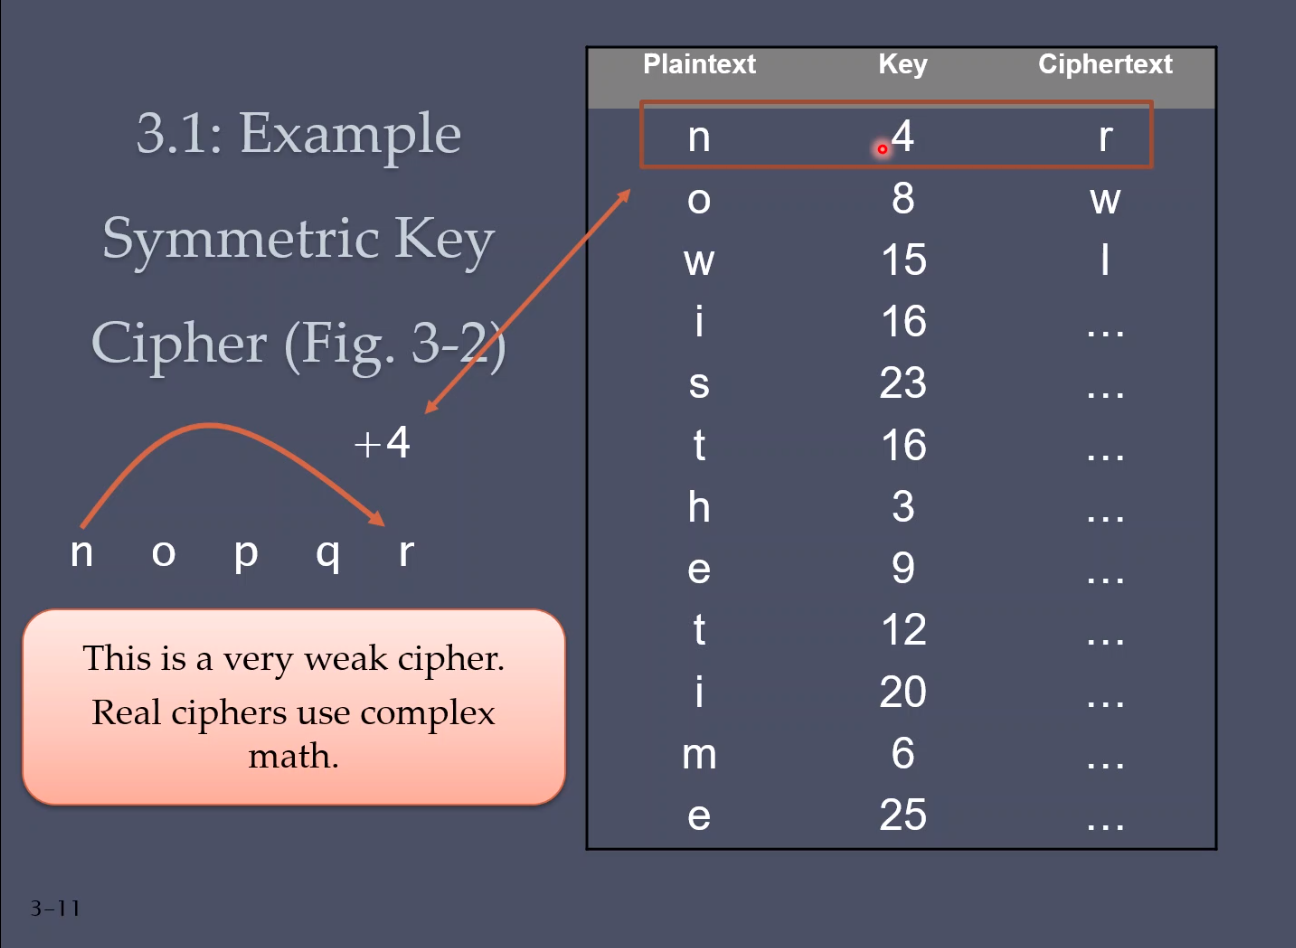 3.1: Example
Symmetric Key
Cipher (Fig. 3-2)
+4
n o p q r
This is a very weak cipher.
Real ciphers use complex
math.
Plaintext Key Ciphertext
n 4 r
o 8 w
w 15 l
i 16 ...
s 23 ...
t 16 ...
h 3 ...
e 9 ...
t 12 ...
i 20 ...
m 6 ...
e 25 ...
3-11